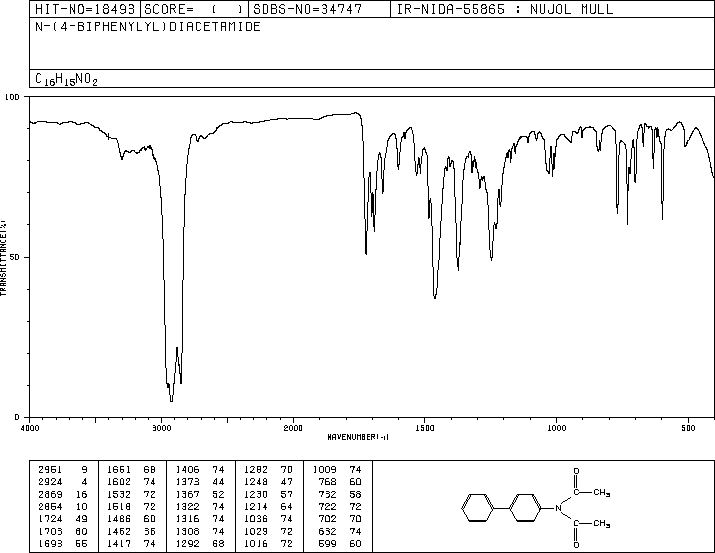 HIT-NO=18493 SCORE= ( ) SDBS-NO=34747 IR-NIDA-55865 : NUJOL MULL
N-(4-BIPHENYLYL)DIACETAMIDE
C16H15NO2
100
50
0
TRANSMITTANCE(%)
4000 3000 2000 1500 1000 500
WAVENUMBER(-1)
2951 9 1661 68 1406 74 1282 70 1009 74
2924 4 1602 74 1373 44 1248 47 768 60
2869 16 1532 72 1367 52 1230 57 732 58
2854 10 1518 72 1322 74 1214 64 722 72
1724 49 1486 60 1316 74 1036 74 702 70
1703 60 1462 36 1308 74 1029 72 632 74
1693 55 1417 74 1292 68 1016 72 599 60
O
C CH3
N
C CH3
O